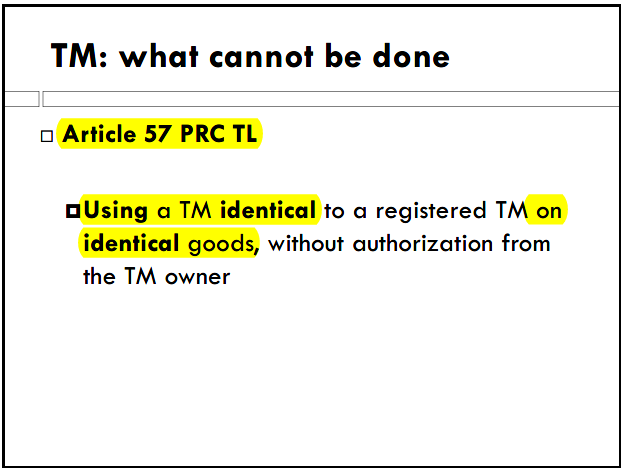 TM: what cannot be done
Article 57 PRC TL
Using a TM identical to a registered TM on
identical goods, without authorization from
the TM owner